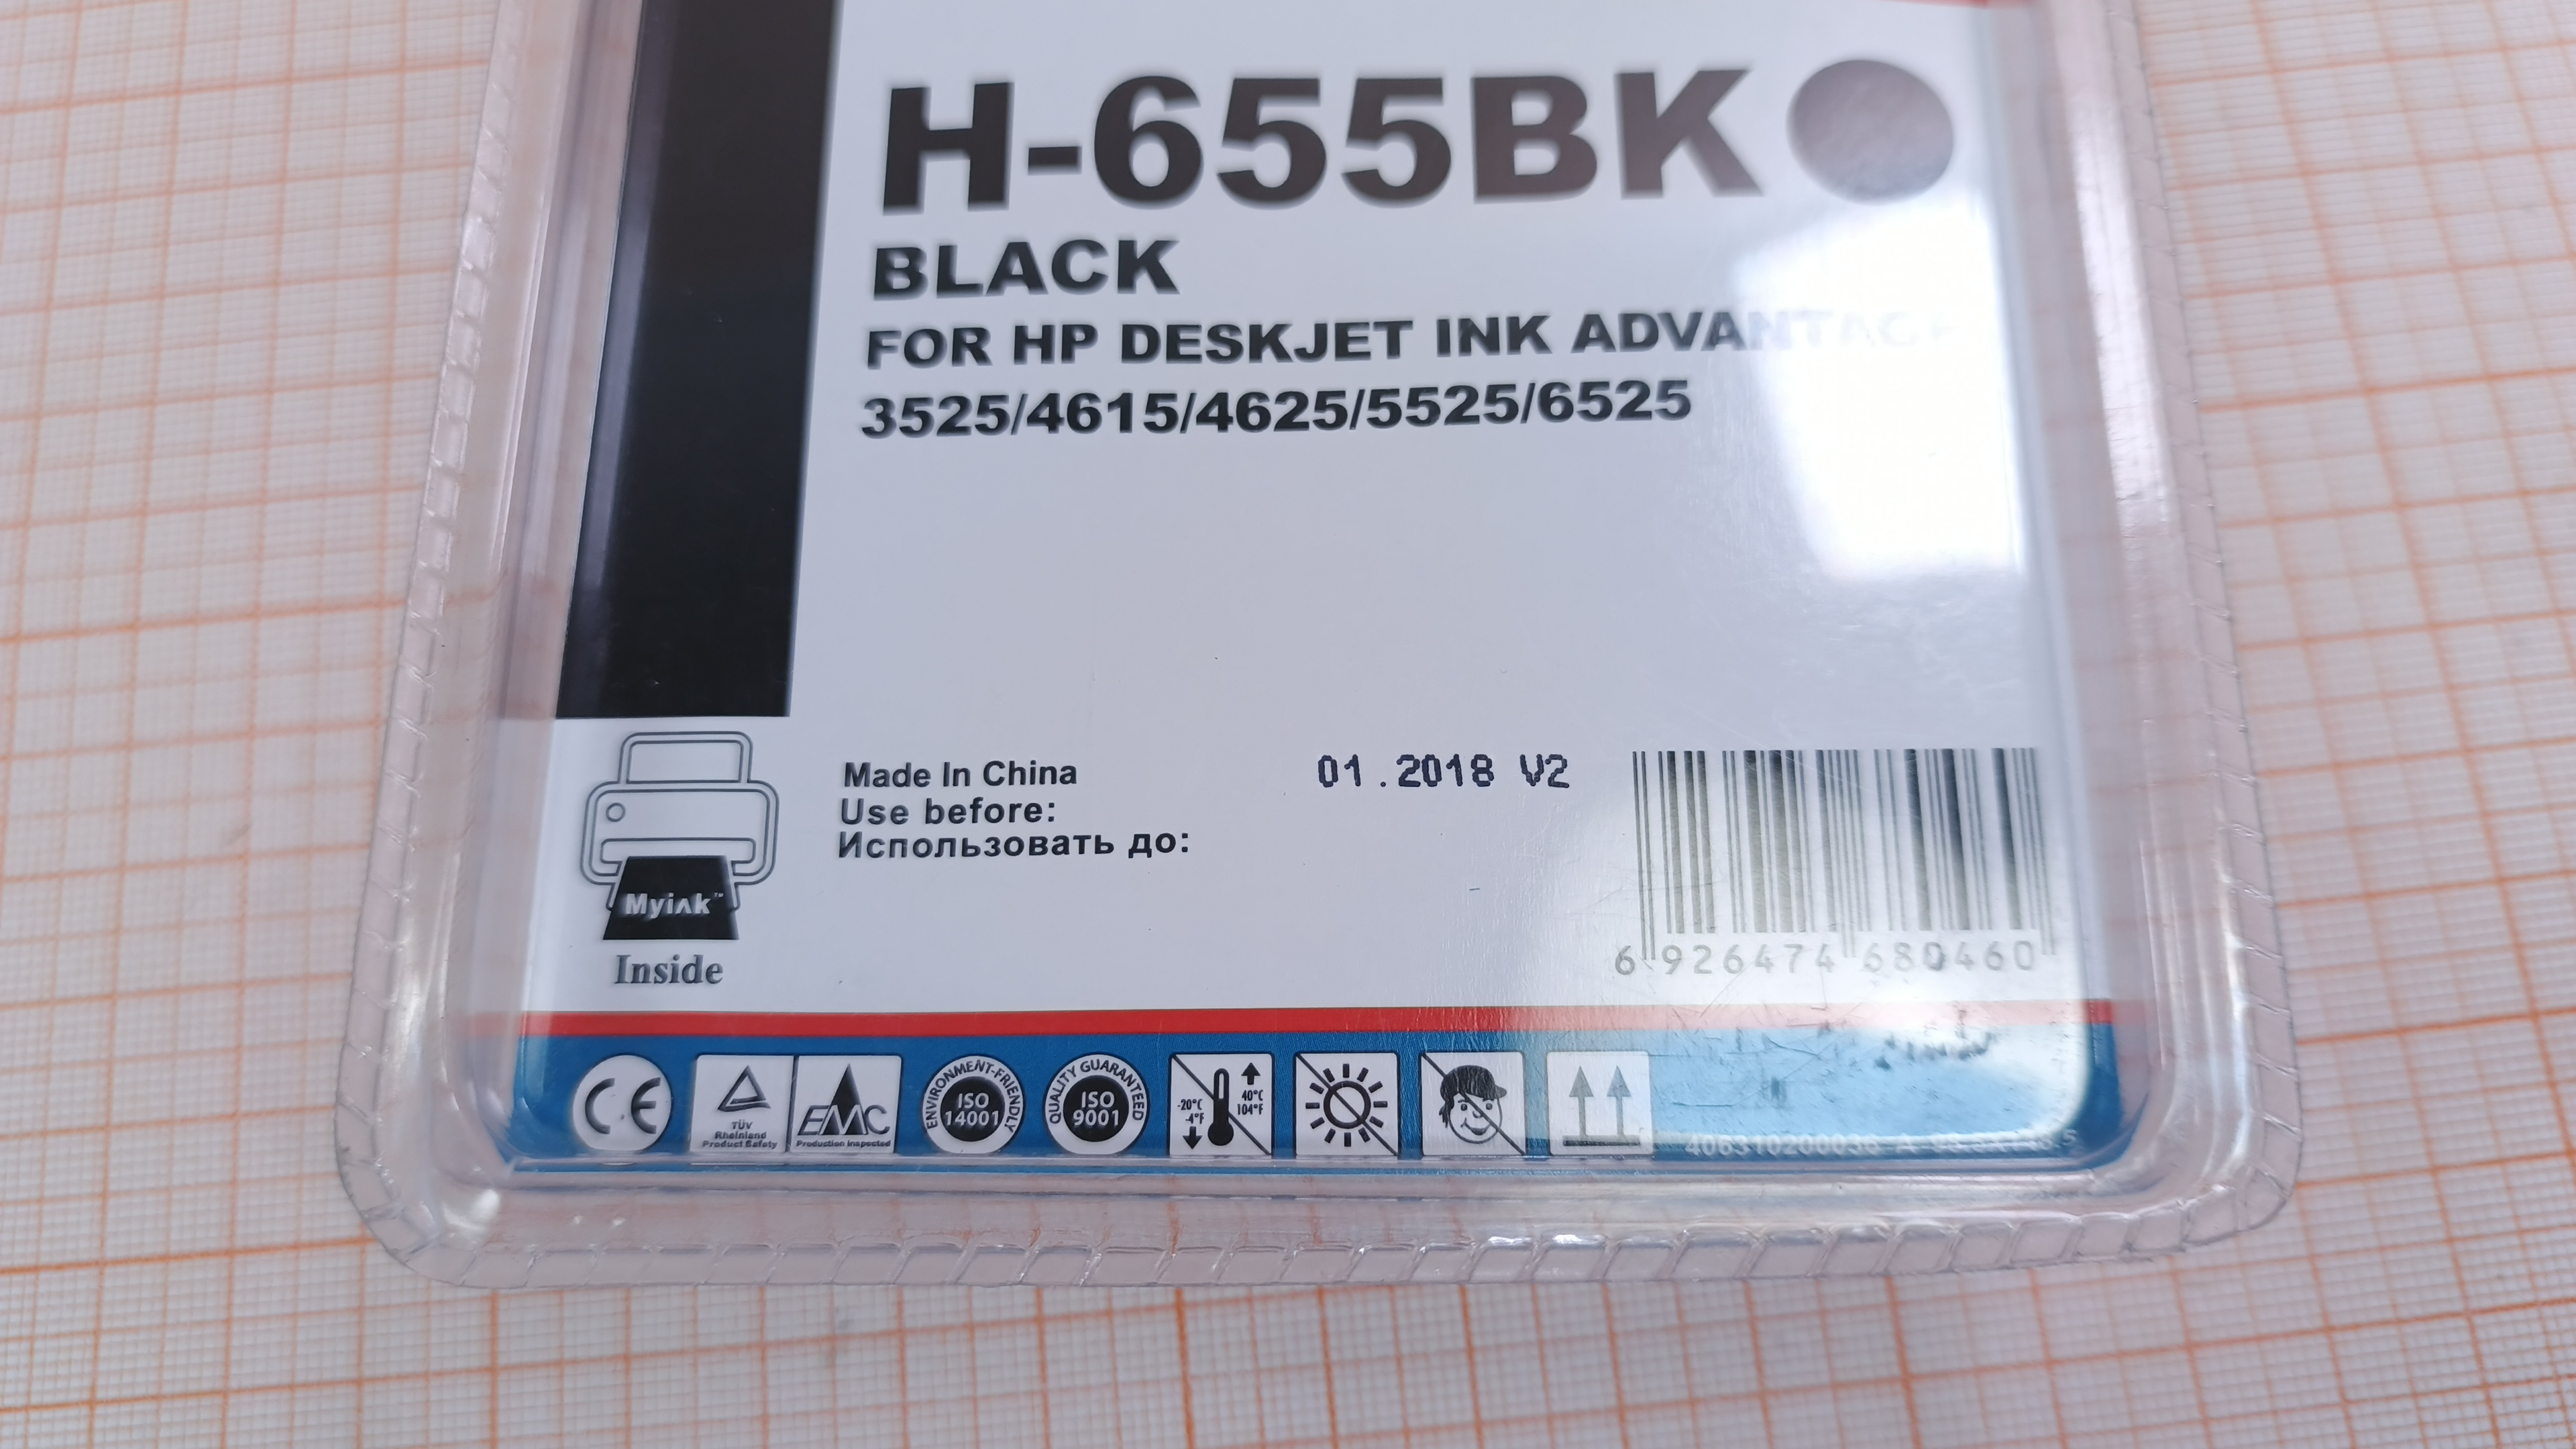 H-655BK
BLACK
FOR HP DESKJET INK ADVANTAGE
3525/4615/4625/5525/6525
Made In China
Use before:
Использовать до:
01.2018 V2
6 926474 680460
Myink™
Inside
CE
TÜV
Rheinland
Product Safety
EMC
Production inspected
ENVIRONMENT-FRIENDLY
ISO
14001
QUALITY GUARANTEED
ISO
9001
-20°C
-4°F
40°C
104°F